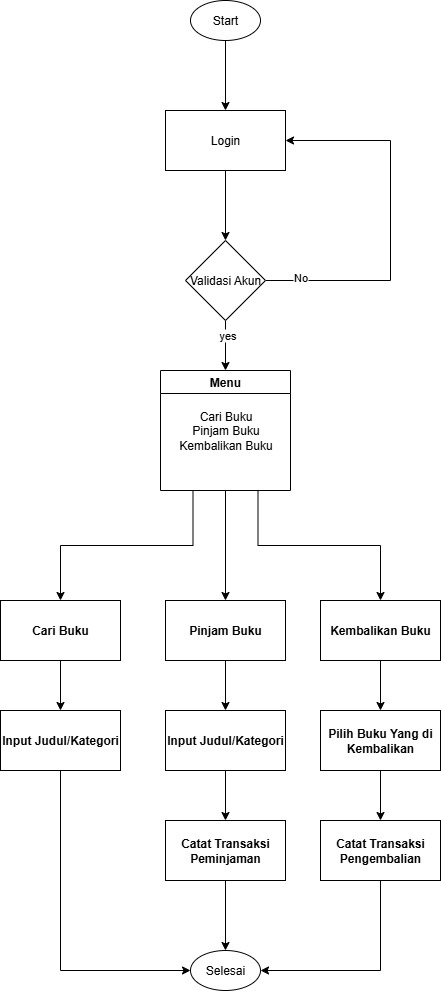 Start
Login
Validasi Akun
No
yes
Menu
Cari Buku
Pinjam Buku
Kembalikan Buku
Cari Buku
Pinjam Buku
Kembalikan Buku
Input Judul/Kategori
Input Judul/Kategori
Pilih Buku Yang di
Kembalikan
Catat Transaksi
Peminjaman
Catat Transaksi
Pengembalian
Selesai